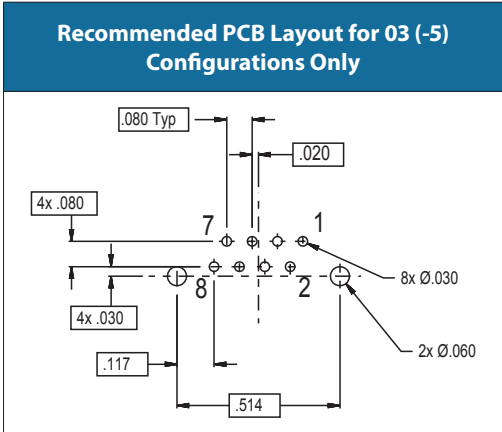 Recommended PCB Layout for 03 (-5)
Configurations Only
.080 Typ
.020
4x .080
7
1
8
2
8x Ø.030
4x .030
2x Ø.060
.117
.514